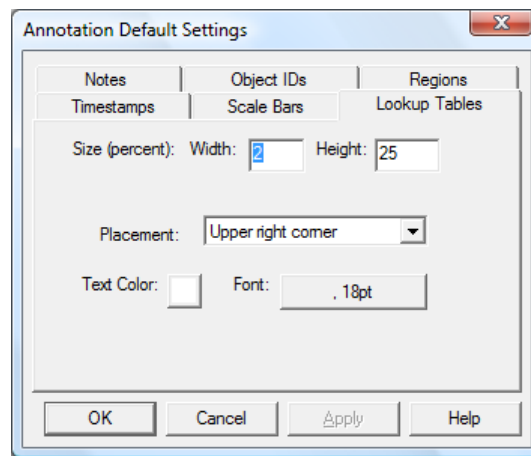 Annotation Default Settings
Notes Object IDs Regions
Timestamps Scale Bars Lookup Tables
Size (percent): Width: 2 Height: 25
Placement: Upper right corner
Text Color: Font: , 18pt
OK Cancel Apply Help